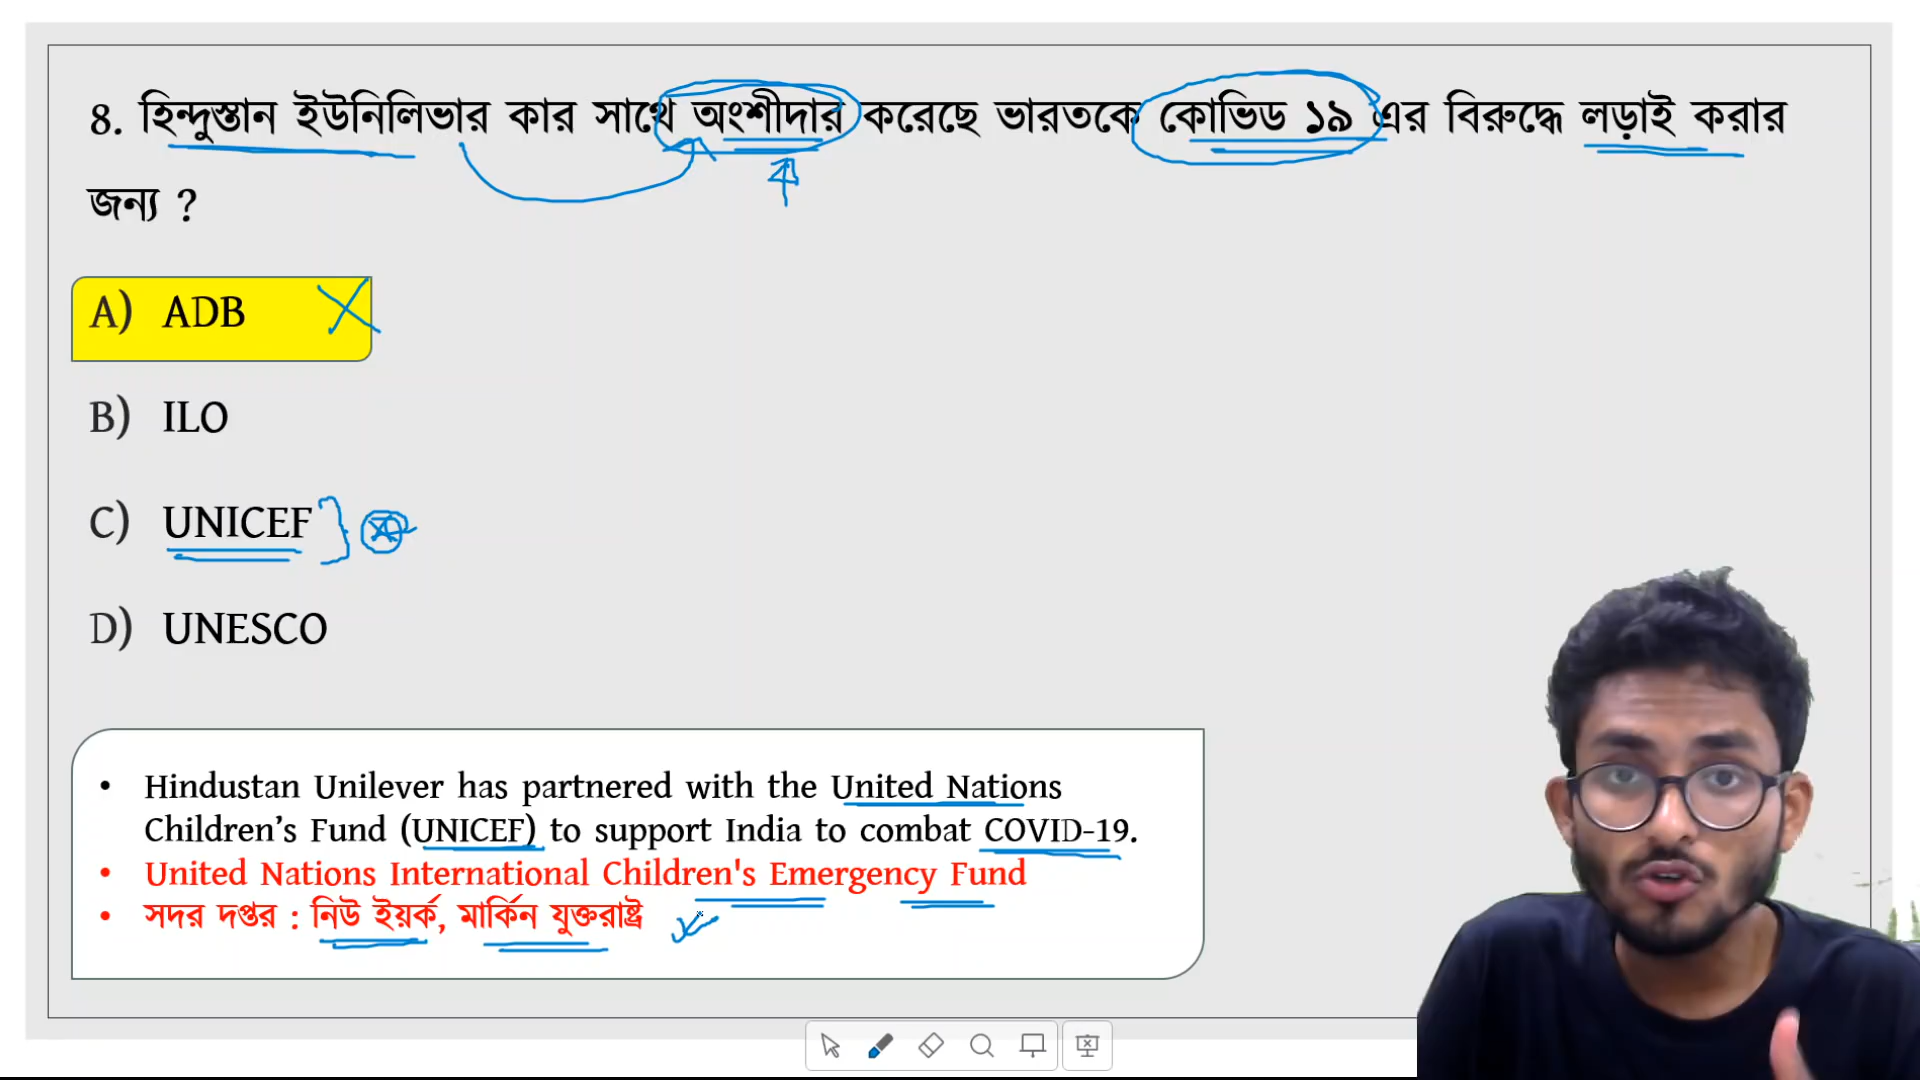 8. হিন্দুস্তান ইউনিলিভার কার সাথে অংশীদার করেছে ভারতকে কোভিড ১৯ এর বিরুদ্ধে লড়াই করার
জন্য ?
A) ADB
B) ILO
C) UNICEF
D) UNESCO
• Hindustan Unilever has partnered with the United Nations
Children’s Fund (UNICEF) to support India to combat COVID-19.
• United Nations International Children's Emergency Fund
• সদর দপ্তর : নিউ ইয়র্ক, মার্কিন যুক্তরাষ্ট্র